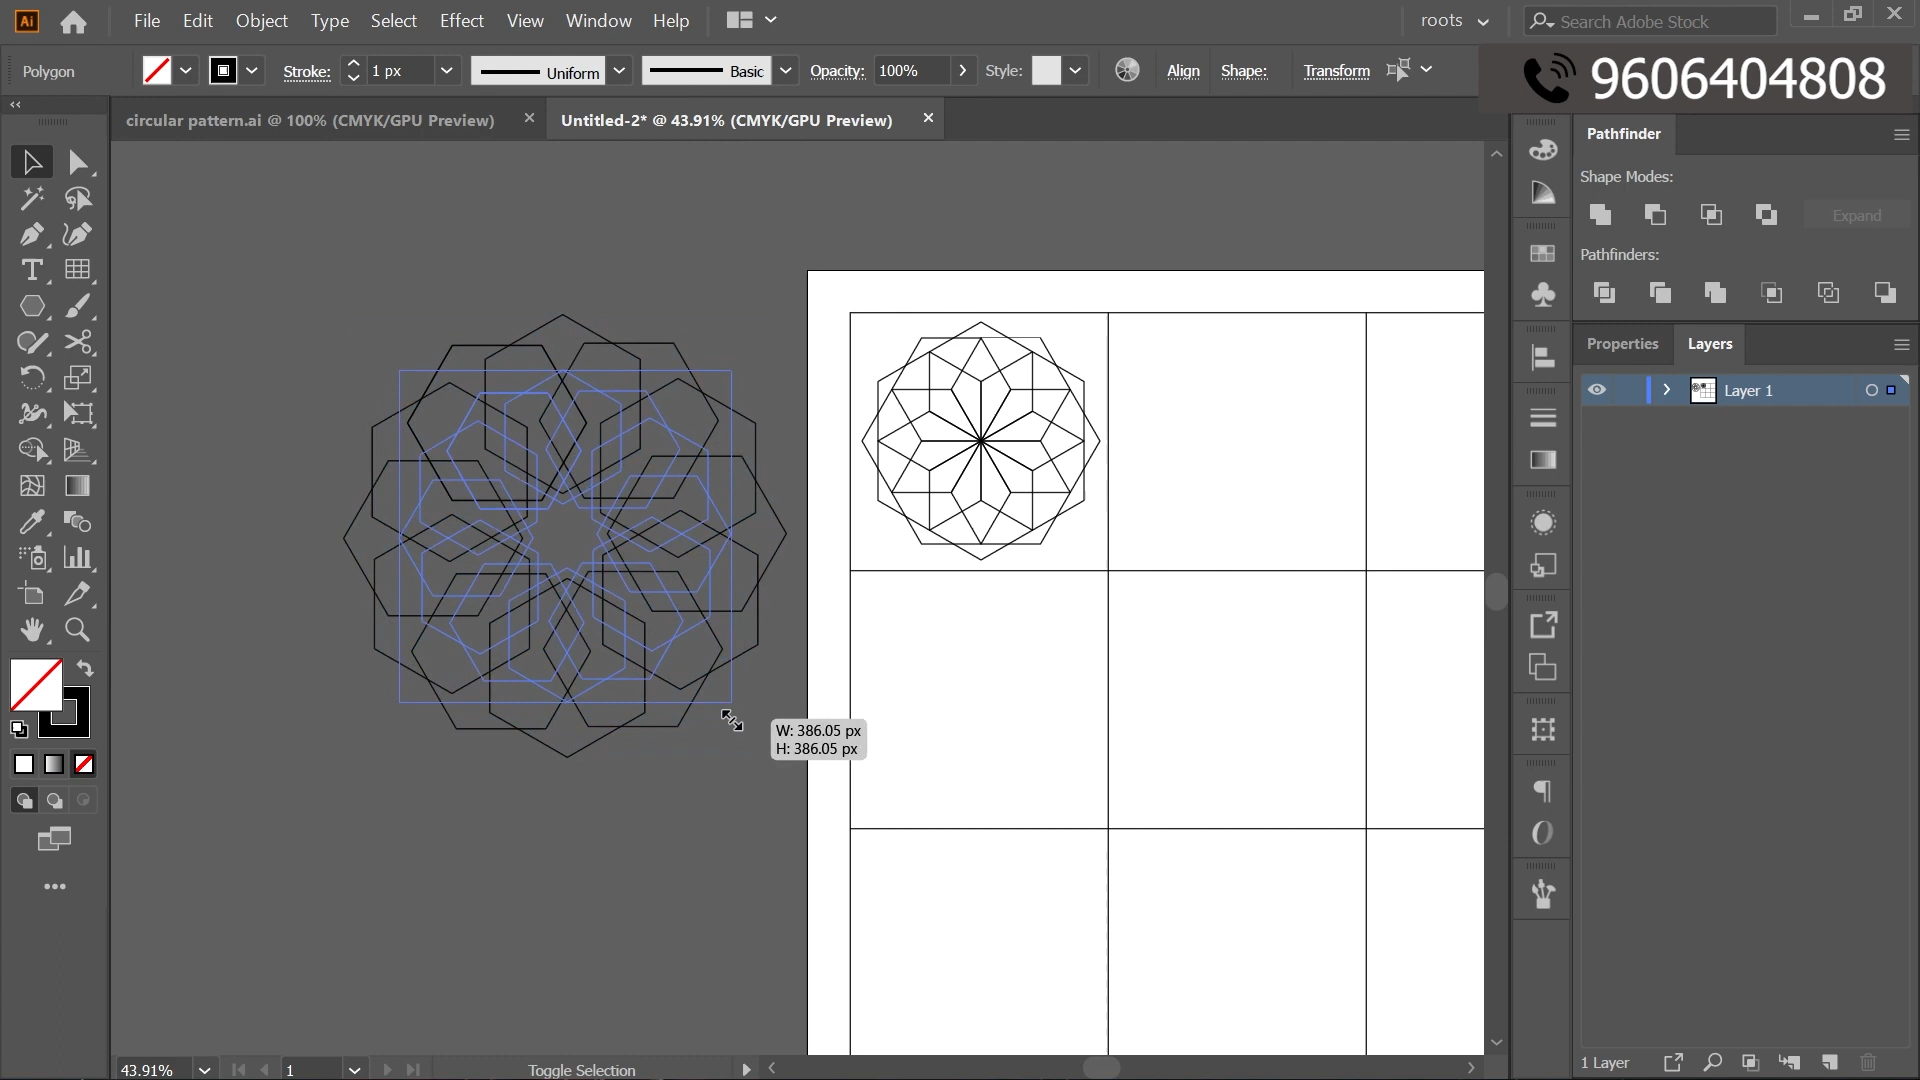 Ai File Edit Object Type Select Effect View Window Help roots Search Adobe Stock
Polygon Stroke: 1 px Uniform Basic Opacity: 100% Style: Align Shape: Transform 9606404808
circular pattern.ai @ 100% (CMYK/GPU Preview) Untitled-2* @ 43.91% (CMYK/GPU Preview)
Pathfinder
Shape Modes:
Expand
Pathfinders:
Properties Layers
Layer 1
W: 386.05 px
H: 386.05 px
43.91% 1 Toggle Selection
1 Layer